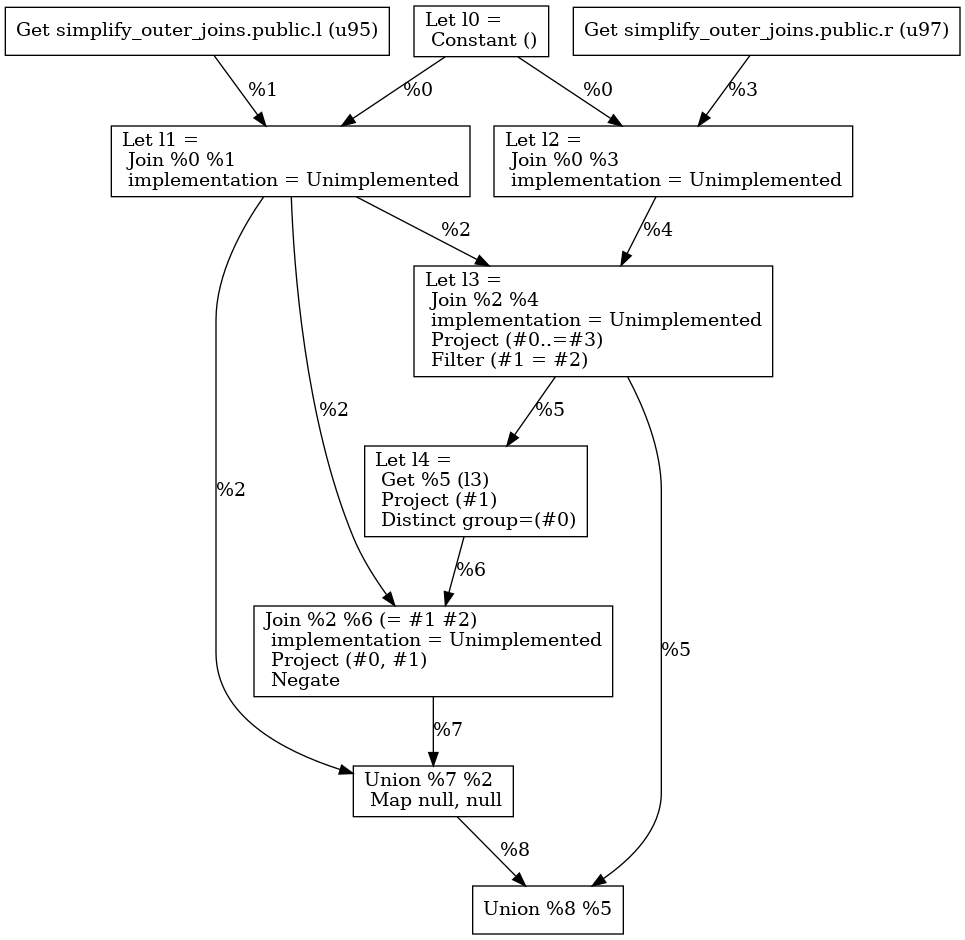 Get simplify_outer_joins.public.l (u95)
Let l0 =
Constant ()
Get simplify_outer_joins.public.r (u97)
%1
%0
%0
%3
Let l1 =
Join %0 %1
implementation = Unimplemented
Let l2 =
Join %0 %3
implementation = Unimplemented
%2
%4
Let l3 =
Join %2 %4
implementation = Unimplemented
Project (#0..=#3)
Filter (#1 = #2)
%2
%5
Let l4 =
Get %5 (l3)
Project (#1)
Distinct group=(#0)
%2
%6
Join %2 %6 (= #1 #2)
implementation = Unimplemented
Project (#0, #1)
Negate
%5
%7
Union %7 %2
Map null, null
%8
Union %8 %5